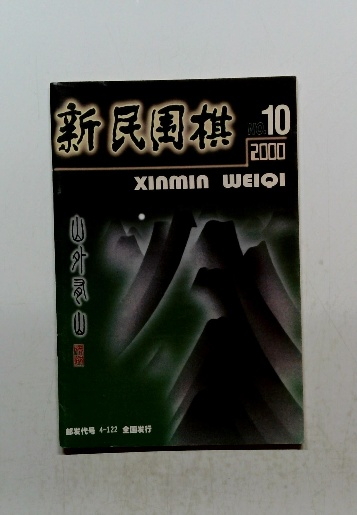 新民围棋
NO.10
2000
XINMIN WEIQI
山外有山
邮发代号 4-122 全国发行